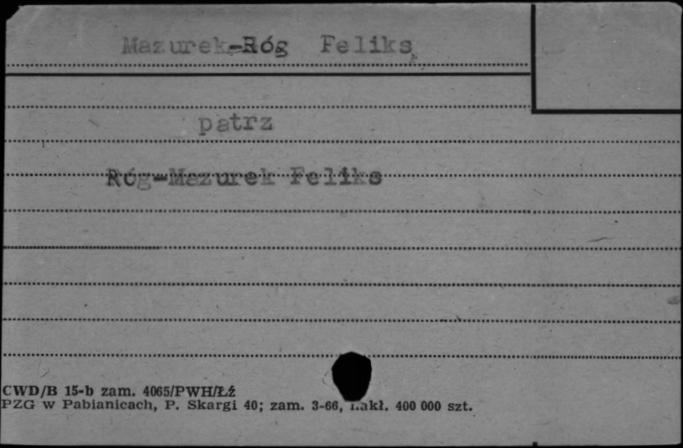 Mazurek-Róg Feliks
patrz
Róg-Mazurek Feliks
CWD/B 15-b zam. 4065/PWH/Łź
PZG w Pabianicach, P. Skargi 40; zam. 3-66, nakł. 400 000 szt.